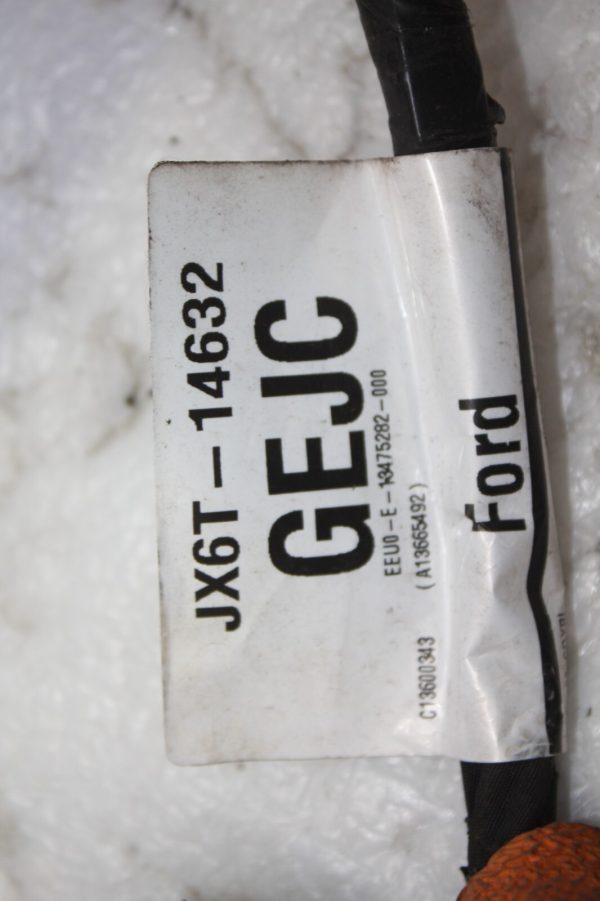 JX6T-14632
GEJC
EEU0-E-13475282-000
C13600343 (A13665492)
Ford